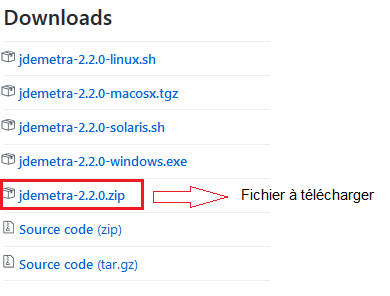 Downloads
jdemetra-2.2.0-linux.sh
jdemetra-2.2.0-macosx.tgz
jdemetra-2.2.0-solaris.sh
jdemetra-2.2.0-windows.exe
jdemetra-2.2.0.zip Fichier à télécharger
Source code (zip)
Source code (tar.gz)